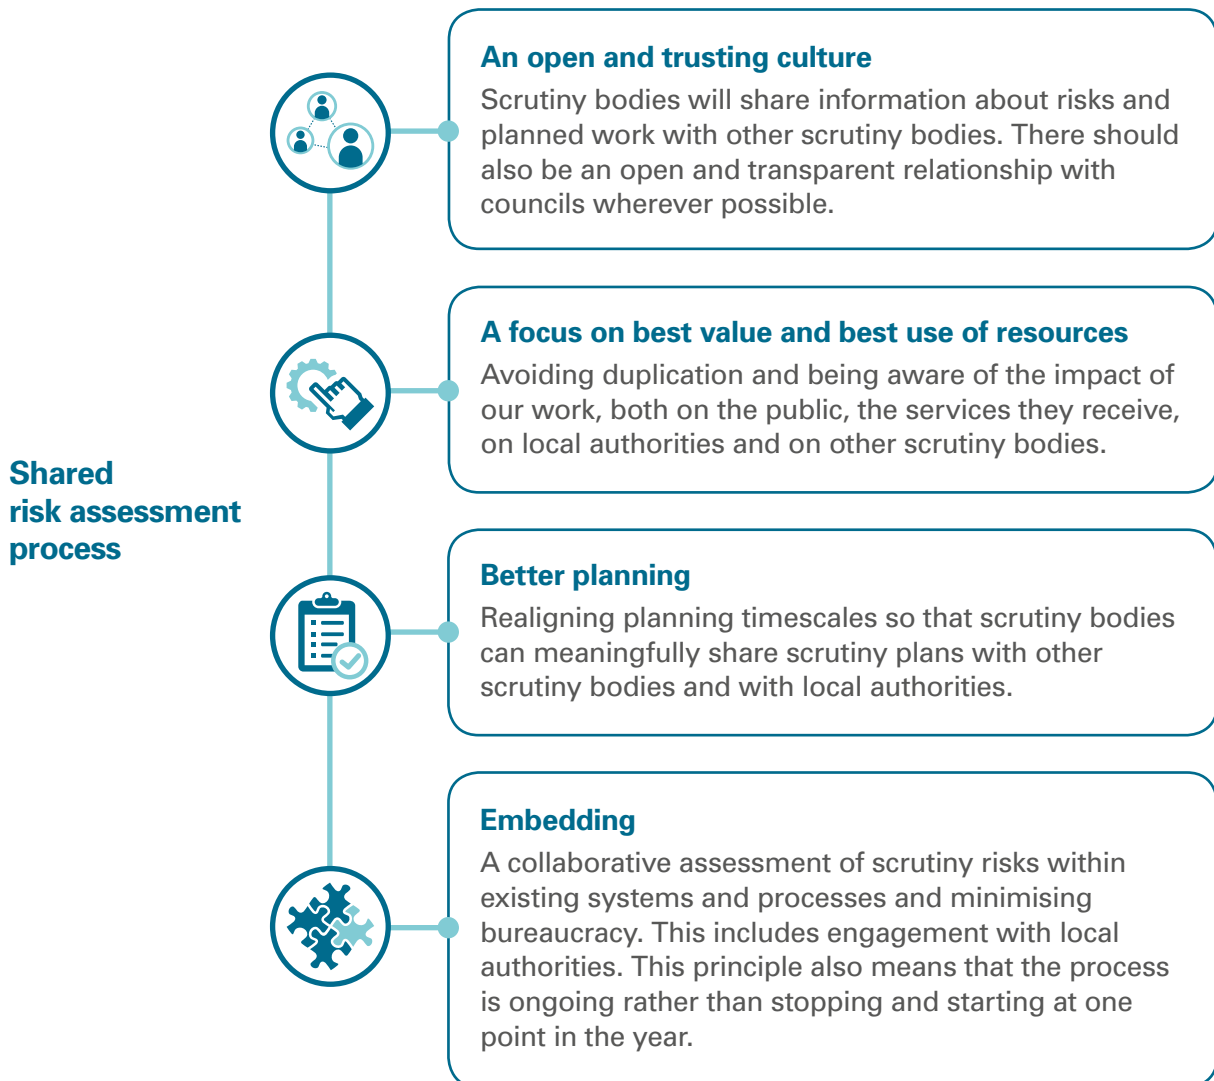 Shared
risk assessment
process
An open and trusting culture
Scrutiny bodies will share information about risks and
planned work with other scrutiny bodies. There should
also be an open and transparent relationship with
councils wherever possible.
A focus on best value and best use of resources
Avoiding duplication and being aware of the impact of
our work, both on the public, the services they receive,
on local authorities and on other scrutiny bodies.
Better planning
Realigning planning timescales so that scrutiny bodies
can meaningfully share scrutiny plans with other
scrutiny bodies and with local authorities.
Embedding
A collaborative assessment of scrutiny risks within
existing systems and processes and minimising
bureaucracy. This includes engagement with local
authorities. This principle also means that the process
is ongoing rather than stopping and starting at one
point in the year.